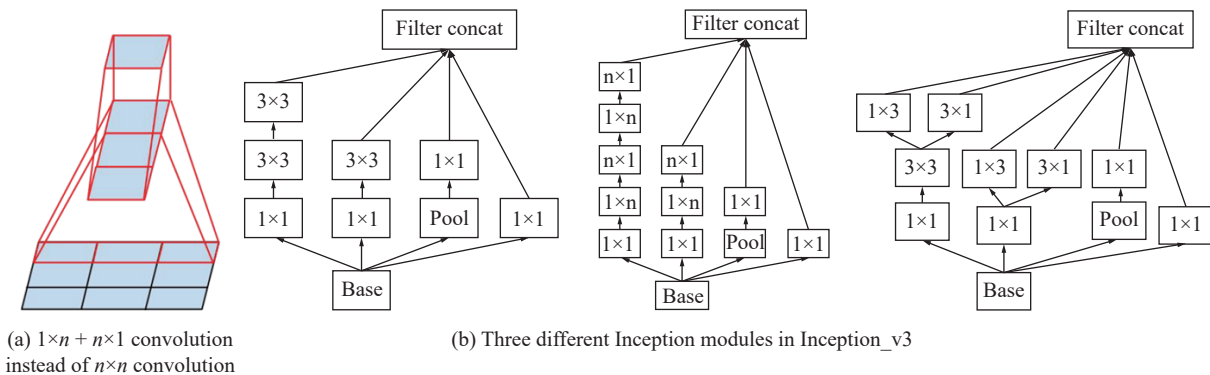 Filter concat
3×3
3×3 3×3 1×1
1×1 1×1 Pool 1×1
Base
Filter concat
n×1
1×n
n×1 n×1
1×n 1×n 1×1
1×1 1×1 Pool 1×1
Base
Filter concat
1×3 3×1
3×3 1×3 3×1 1×1
1×1 1×1 Pool 1×1
Base
(a) 1×n + n×1 convolution
instead of n×n convolution
(b) Three different Inception modules in Inception_v3